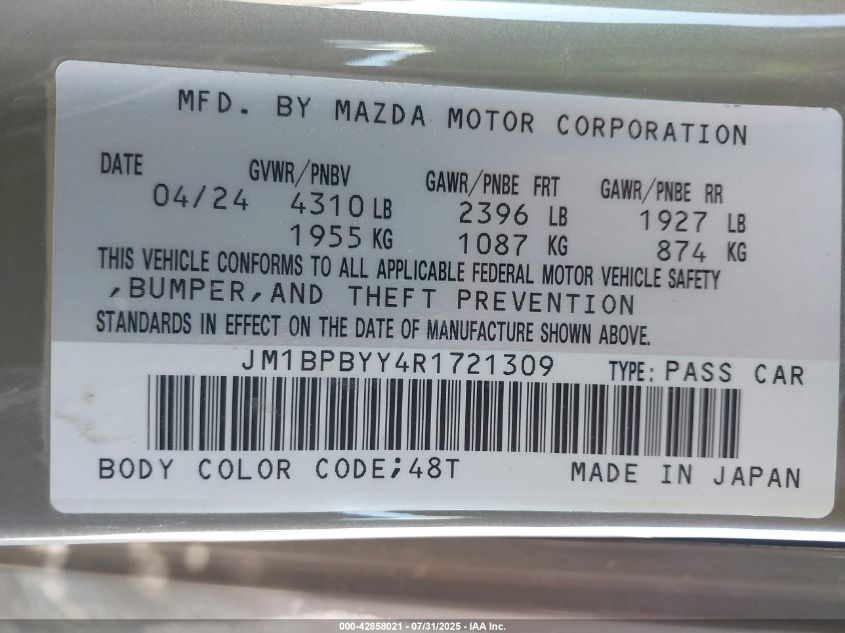 MFD. BY MAZDA MOTOR CORPORATION
DATE GVWR/PNBV GAWR/PNBE FRT GAWR/PNBE RR
04/24 4310 LB 2396 LB 1927 LB
1955 KG 1087 KG 874 KG
THIS VEHICLE CONFORMS TO ALL APPLICABLE FEDERAL MOTOR VEHICLE SAFETY
,BUMPER,AND THEFT PREVENTION
STANDARDS IN EFFECT ON THE DATE OF MANUFACTURE SHOWN ABOVE.
JM1BPBYY4R1721309 TYPE: PASS CAR
BODY COLOR CODE;48T MADE IN JAPAN
000-42858021 - 07/31/2025 - IAA Inc.